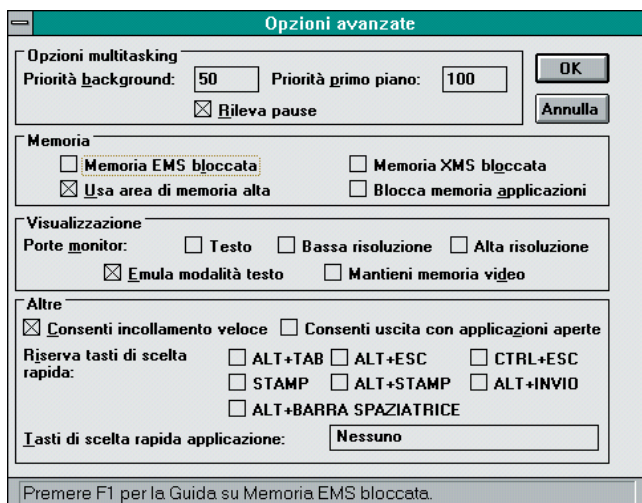 Opzioni avanzate
Opzioni multitasking
Priorità background: 50 Priorità primo piano: 100
OK
Rileva pause
Annulla
Memoria
Memoria EMS bloccata Memoria XMS bloccata
Usa area di memoria alta Blocca memoria applicazioni
Visualizzazione
Porte monitor: Testo Bassa risoluzione Alta risoluzione
Emula modalità testo Mantieni memoria video
Altre
Consenti incollamento veloce Consenti uscita con applicazioni aperte
Riserva tasti di scelta
rapida:
ALT+TAB ALT+ESC CTRL+ESC
STAMP ALT+STAMP ALT+INVIO
ALT+BARRA SPAZIATRICE
Tasti di scelta rapida applicazione: Nessuno
Premere F1 per la Guida su Memoria EMS bloccata.